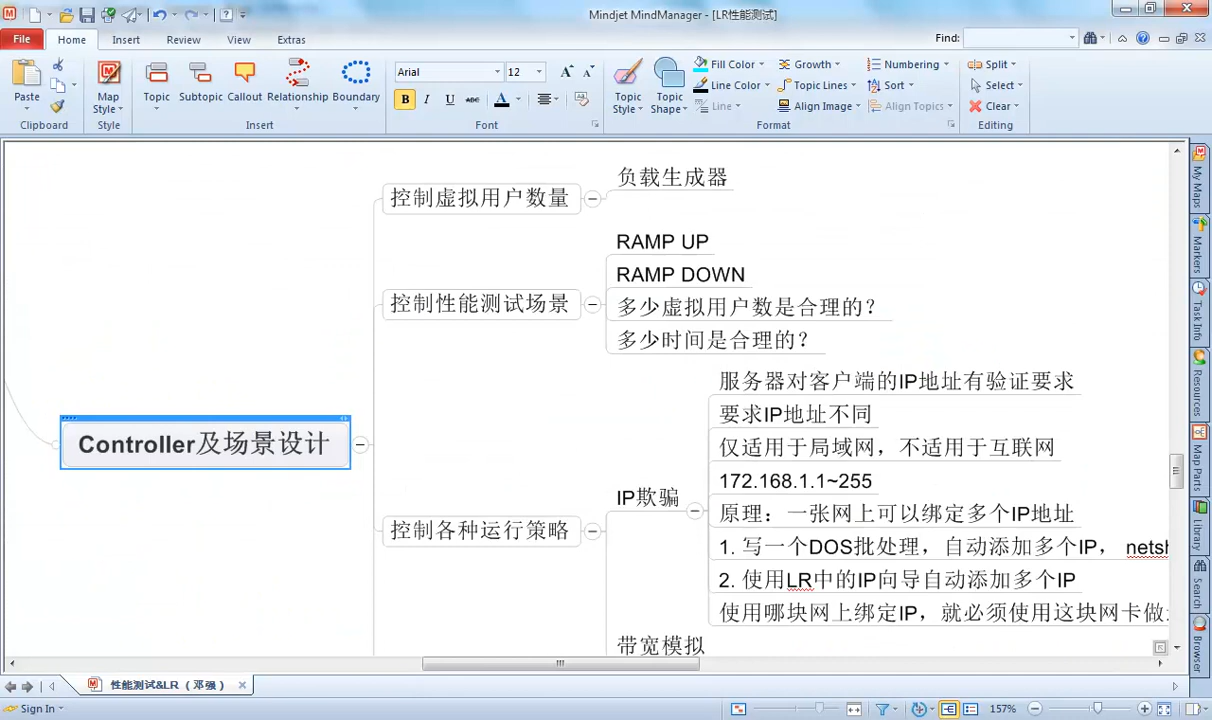 Mindjet MindManager - [LR性能测试]
File
Home
Insert
Review
View
Extras
Find:
Paste
Clipboard
Map Style
Style
Topic
Subtopic
Callout
Relationship
Boundary
Insert
Arial
12
B I U abc A
Font
Topic Style
Topic Shape
Fill Color
Line Color
Line
Growth
Topic Lines
Align Image
Numbering
Sort
Align Topics
Format
Split
Select
Clear
Editing
控制虚拟用户数量
负载生成器
控制性能测试场景
RAMP UP
RAMP DOWN
多少虚拟用户数是合理的？
多少时间是合理的？
Controller及场景设计
控制各种运行策略
IP欺骗
服务器对客户端的IP地址有验证要求
要求IP地址不同
仅适用于局域网，不适用于互联网
172.168.1.1~255
原理：一张网上可以绑定多个IP地址
1. 写一个DOS批处理，自动添加多个IP， netsh
2. 使用LR中的IP向导自动添加多个IP
使用哪块网上绑定IP，就必须使用这块网卡做
带宽模拟
My Maps
Markers
Task Info
Resources
Map Parts
Library
Search
Browser
性能测试&LR （邓强）
Sign In
157%